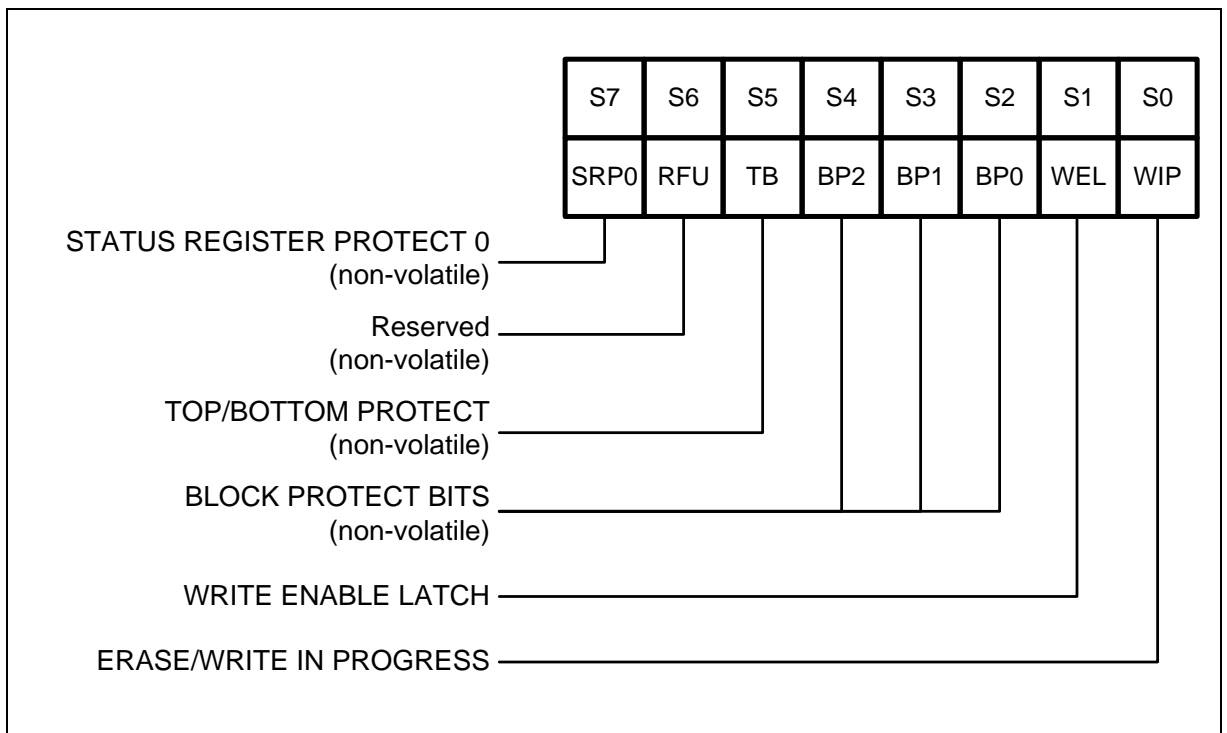 S7 S6 S5 S4 S3 S2 S1 S0
SRP0 RFU TB BP2 BP1 BP0 WEL WIP
STATUS REGISTER PROTECT 0
(non-volatile)
Reserved
(non-volatile)
TOP/BOTTOM PROTECT
(non-volatile)
BLOCK PROTECT BITS
(non-volatile)
WRITE ENABLE LATCH
ERASE/WRITE IN PROGRESS